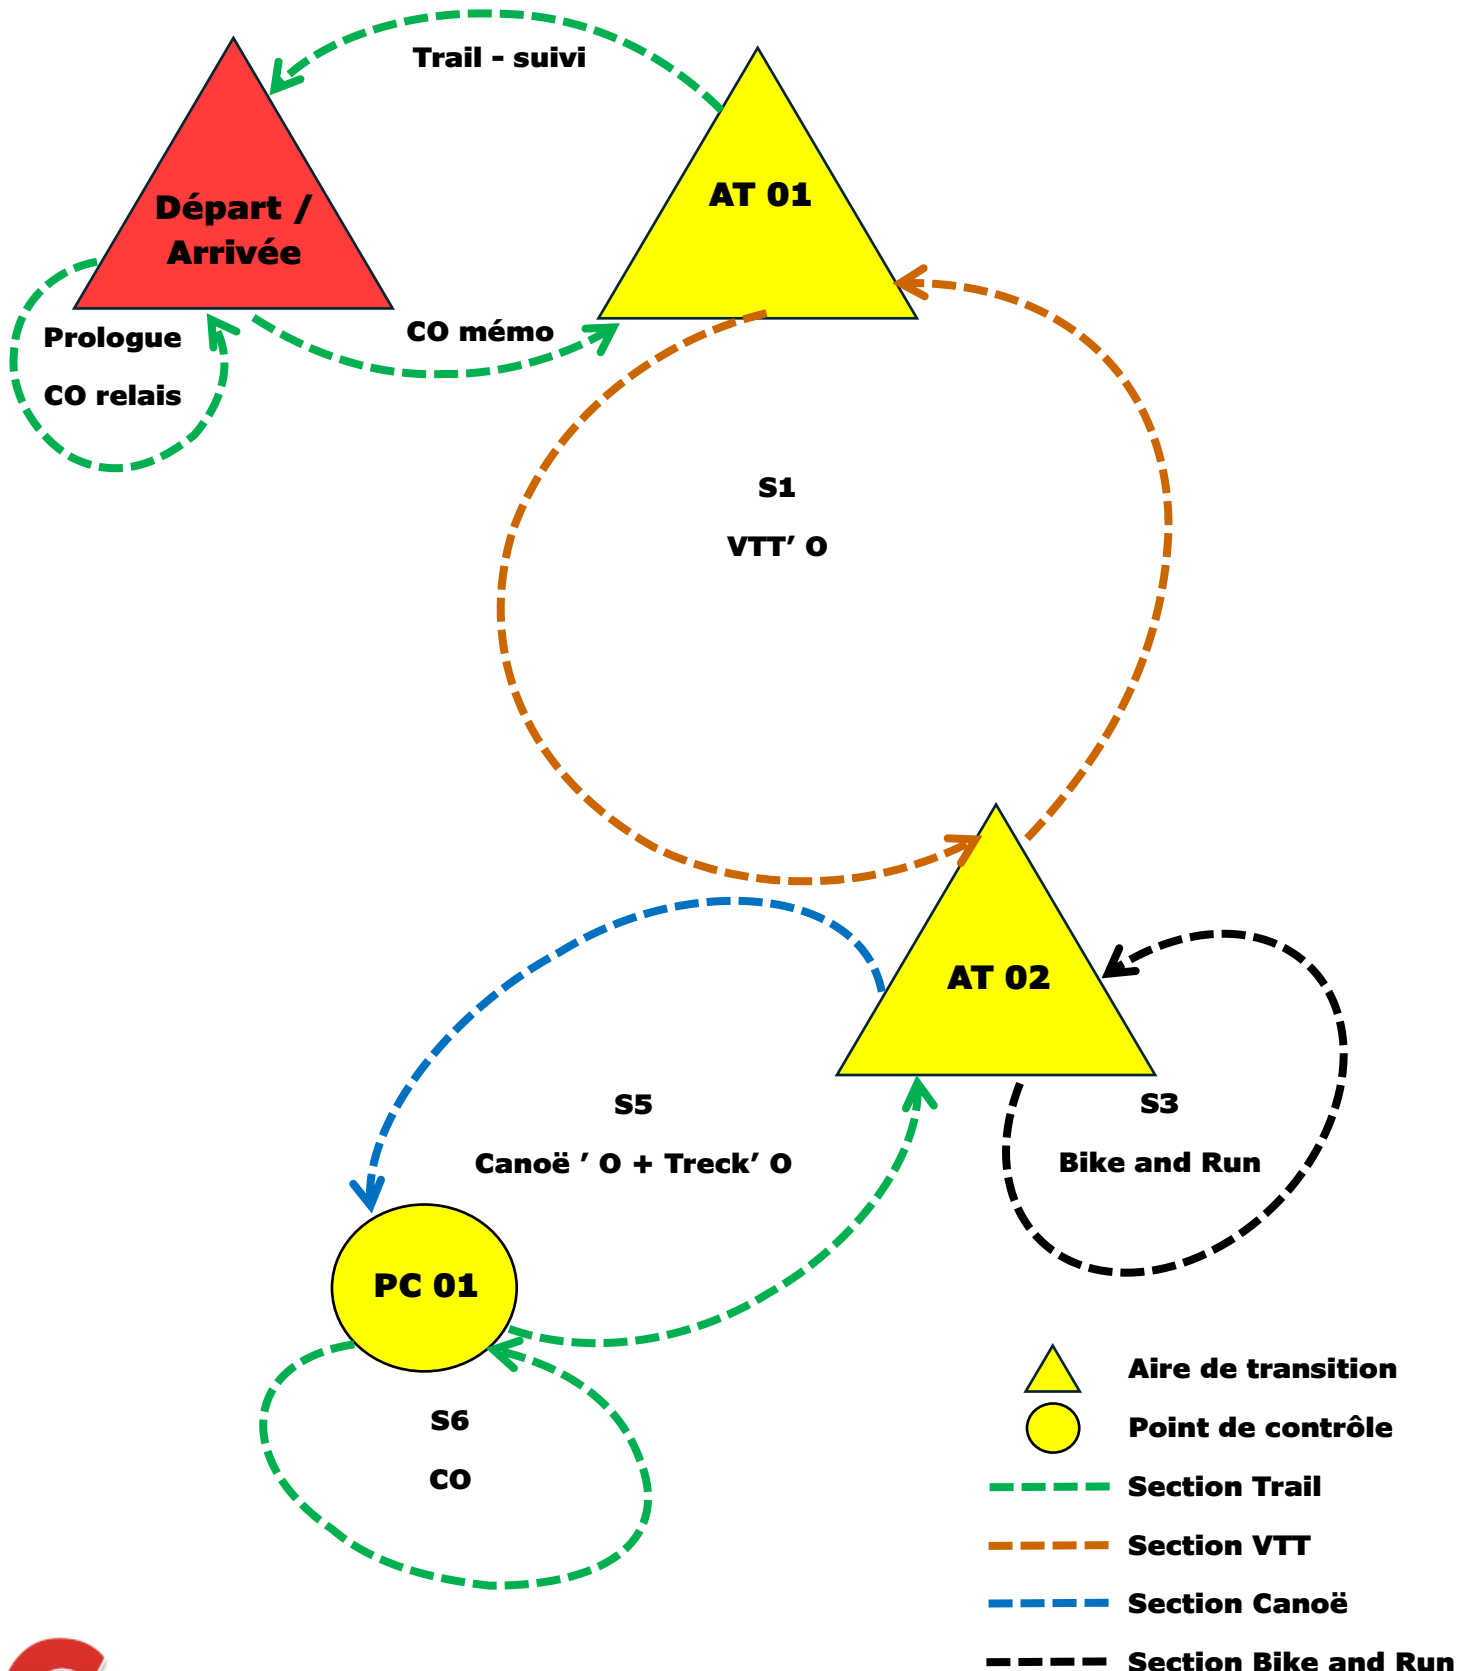 Trail - suivi
AT 01
Départ /
Arrivée
CO mémo
Prologue
CO relais
S1
VTT’ O
AT 02
S5
Canoë ’ O + Treck’ O
S3
Bike and Run
PC 01
S6
CO
Aire de transition
Point de contrôle
Section Trail
Section VTT
Section Canoë
Section Bike and Run